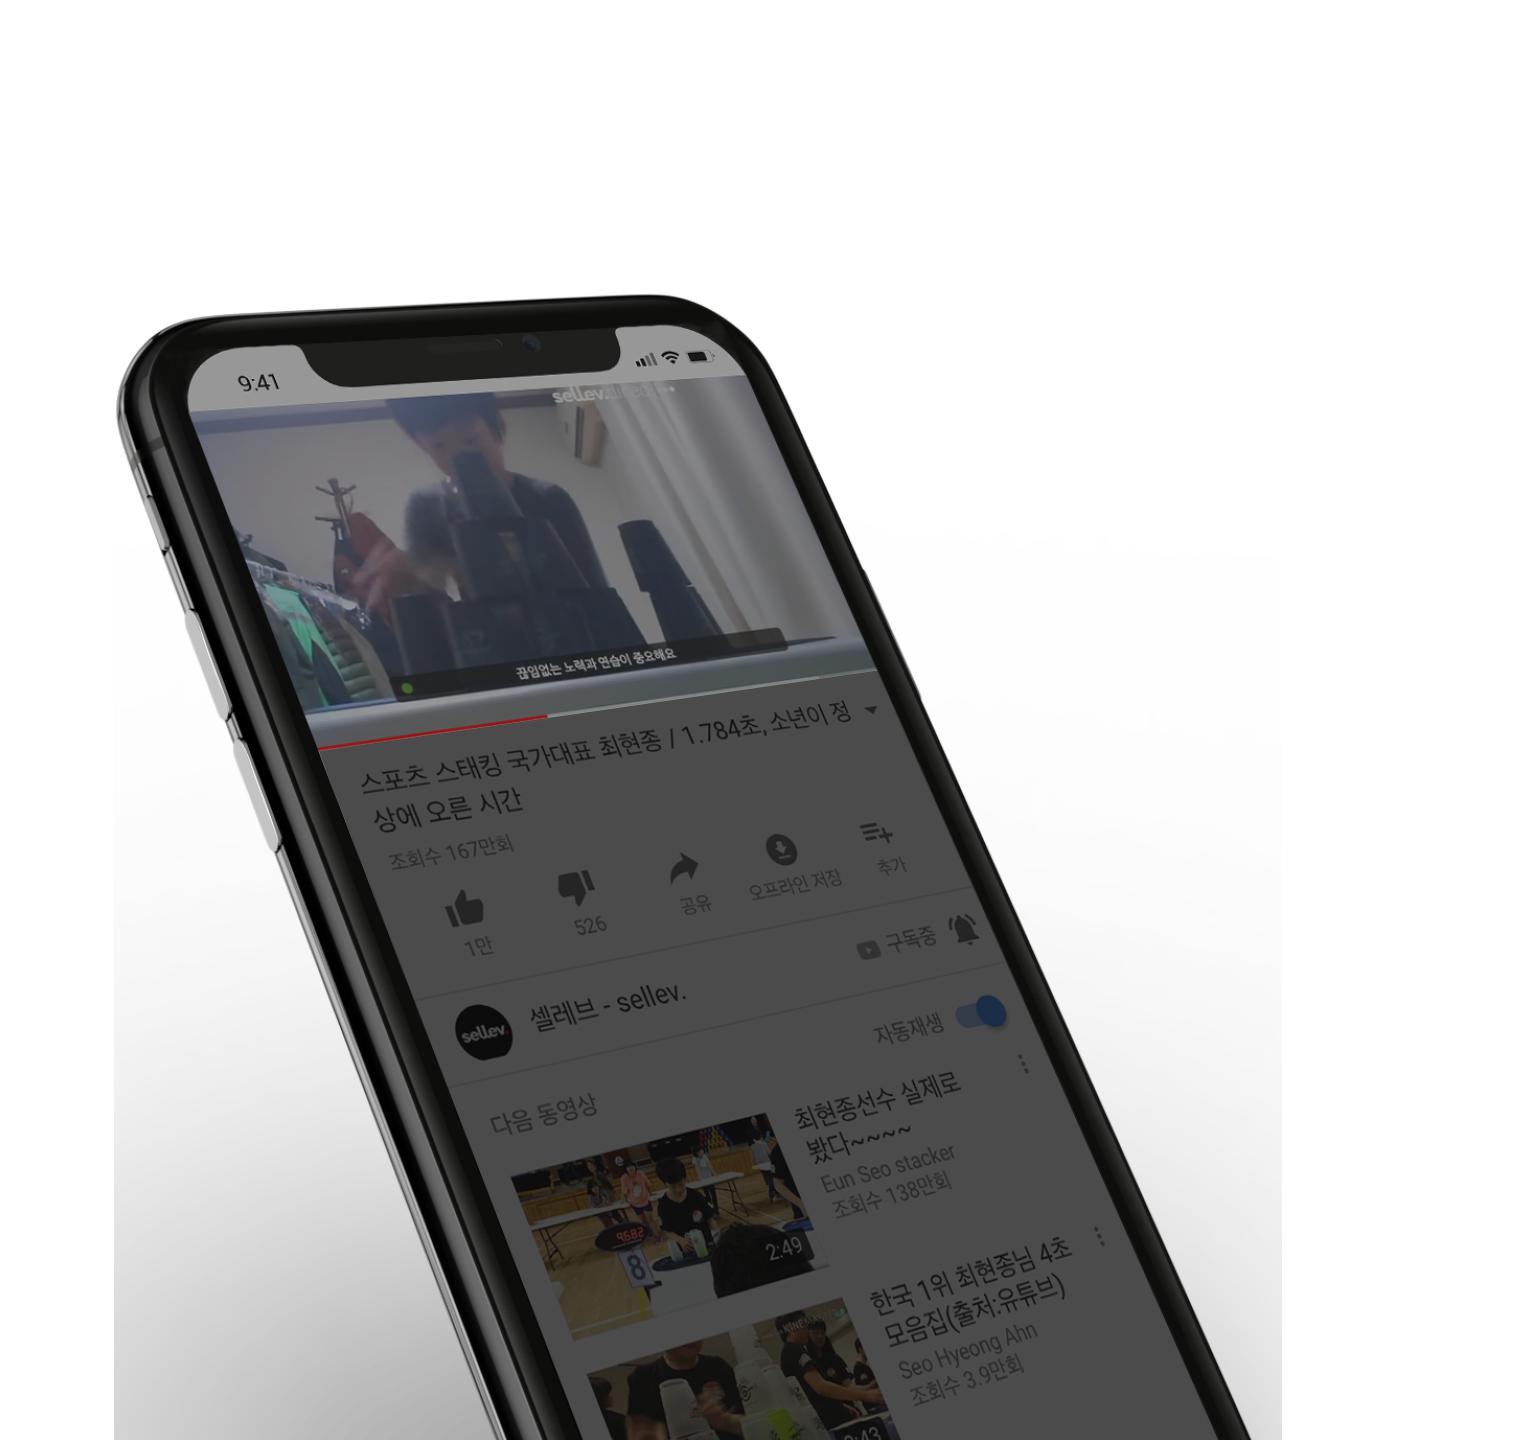 9:41
sellev.
끊임없는 노력과 연습이 중요해요
스포츠 스태킹 국가대표 최현종 / 1.784초, 소년이 정
상에 오른 시간
조회수 167만회
1만
526
공유
오프라인 저장
추가
sellev.
셀레브 - sellev.
구독중
자동재생
다음 동영상
9.682
8
2:49
최현종선수 실제로
봤다~~~~
Eun Seo stacker
조회수 138만회
한국 1위 최현종님 4초
모음집(출처:유튜브)
Seo Hyeong Ahn
조회수 3.9만회